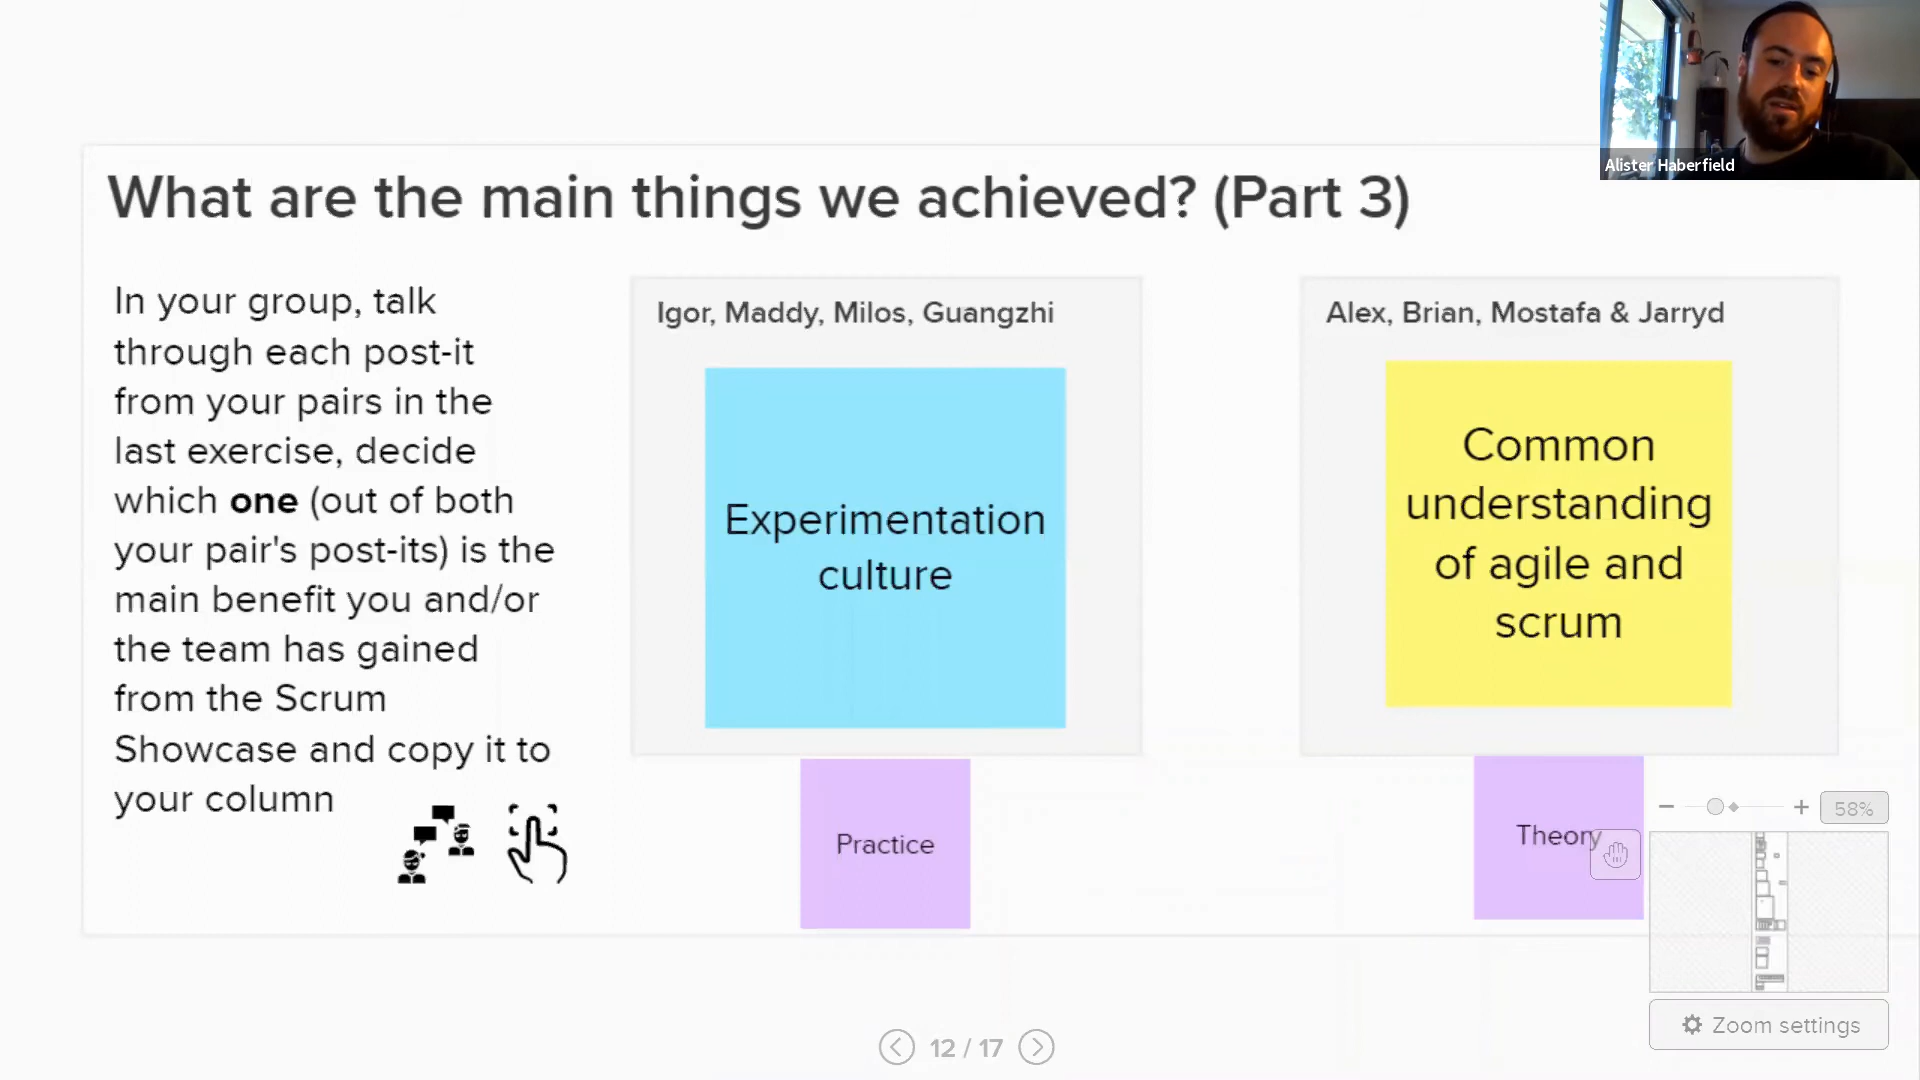 Alister Haberfield
What are the main things we achieved? (Part 3)
In your group, talk
through each post-it
from your pairs in the
last exercise, decide
which one (out of both
your pair's post-its) is the
main benefit you and/or
the team has gained
from the Scrum
Showcase and copy it to
your column
Igor, Maddy, Milos, Guangzhi
Experimentation
culture
Practice
Alex, Brian, Mostafa & Jarryd
Common
understanding
of agile and
scrum
Theory
58%
Zoom settings
12 / 17